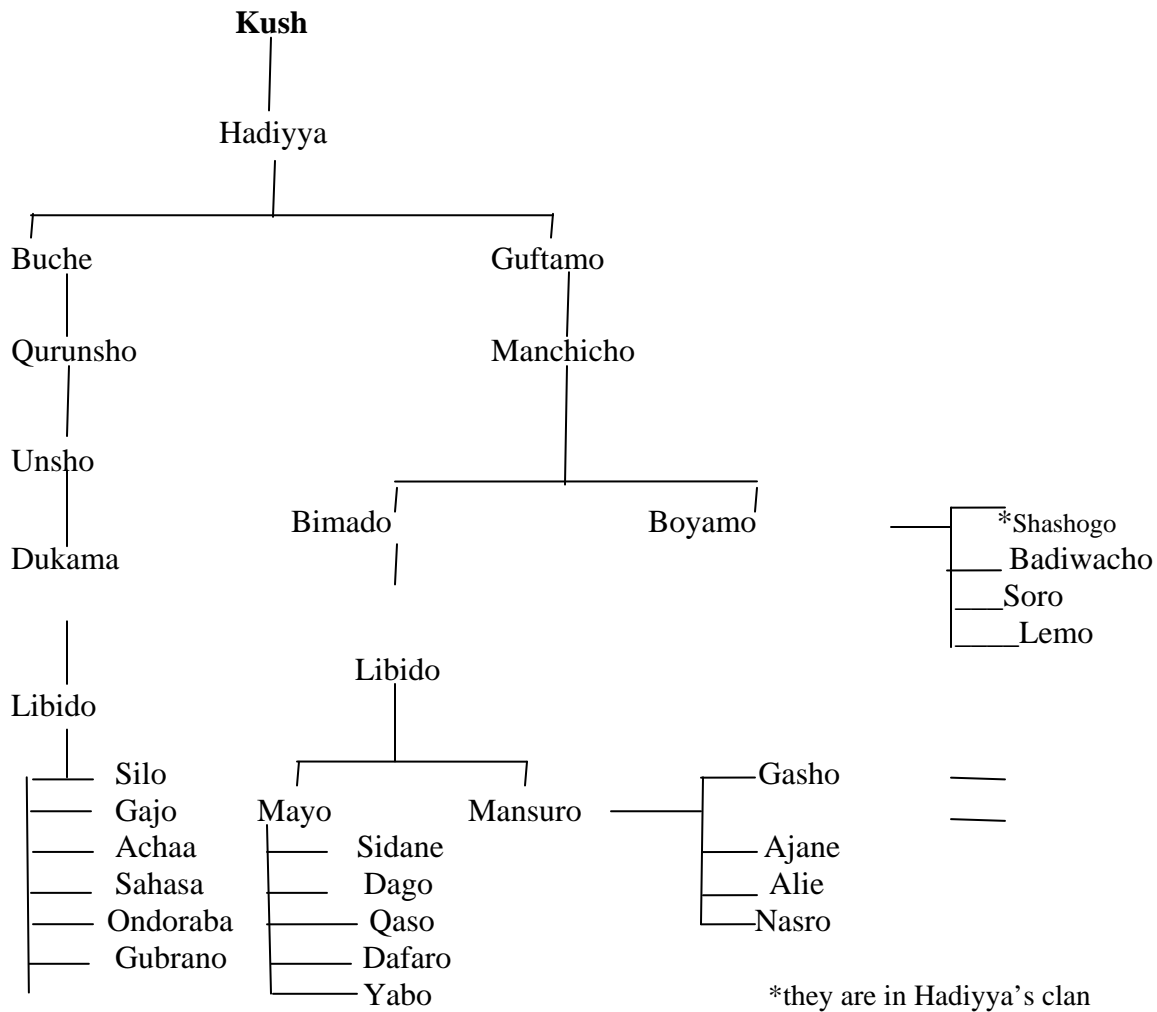 Kush
Hadiyya
Buche Guftamo
Qurunsho Manchicho
Unsho
Bimado Boyamo *Shashogo
Dukama Badiwacho
Soro
Lemo
Libido
Libido
Silo Gasho
Gajo Mayo Mansuro
Achaa Sidane Ajane
Sahasa Dago Alie
Ondoraba Qaso Nasro
Gubrano Dafaro
Yabo *they are in Hadiyya’s clan